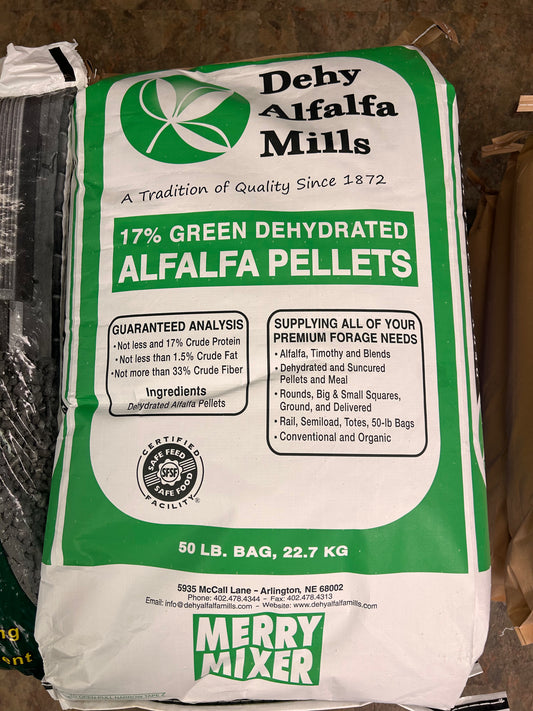 Dehy
Alfalfa
Mills
A Tradition of Quality Since 1872
17% GREEN DEHYDRATED
ALFALFA PELLETS
GUARANTEED ANALYSIS
•Not less and 17% Crude Protein
•Not less than 1.5% Crude Fat
•Not more than 33% Crude Fiber
Ingredients
Dehydrated Alfalfa Pellets
SUPPLYING ALL OF YOUR
PREMIUM FORAGE NEEDS
• Alfalfa, Timothy and Blends
• Dehydrated and Suncured
Pellets and Meal
• Rounds, Big & Small Squares,
Ground, and Delivered
• Rail, Semiload, Totes, 50-lb Bags
• Conventional and Organic
CERTIFIED
SAFE FEED
SFSF
SAFE FOOD
FACILITY®
50 LB. BAG, 22.7 KG
5935 McCall Lane – Arlington, NE 68002
Phone: 402.478.4344 - Fax: 402.478.4313
Email: info@dehyalfalfamills.com - Website: www.dehyalfalfamills.com
MERRY
MIXER
TO OPEN PULL NARROW TAPE